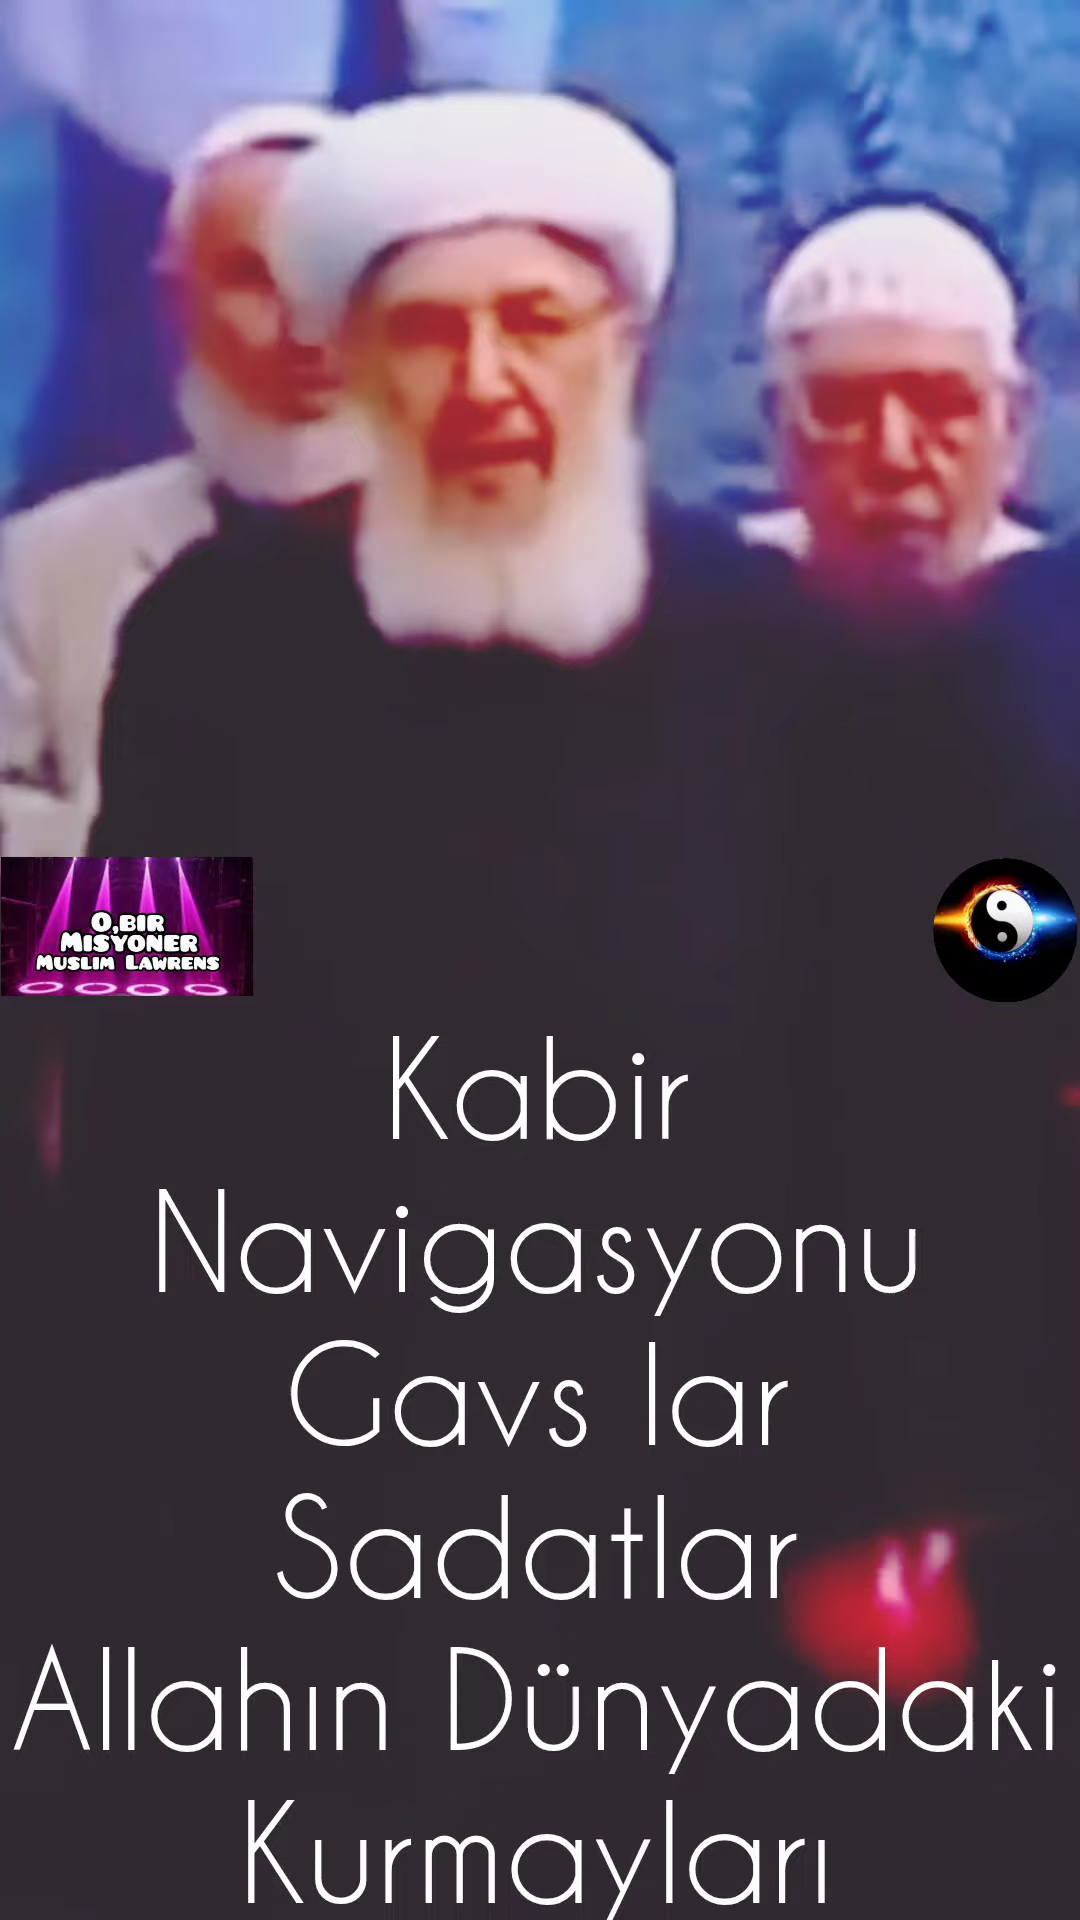 O,BIR
MISYONER
MUSLIM LAWRENS
Kabir
Navigasyonu
Gavs lar
Sadatlar
Allahın Dünyadaki
Kurmayları